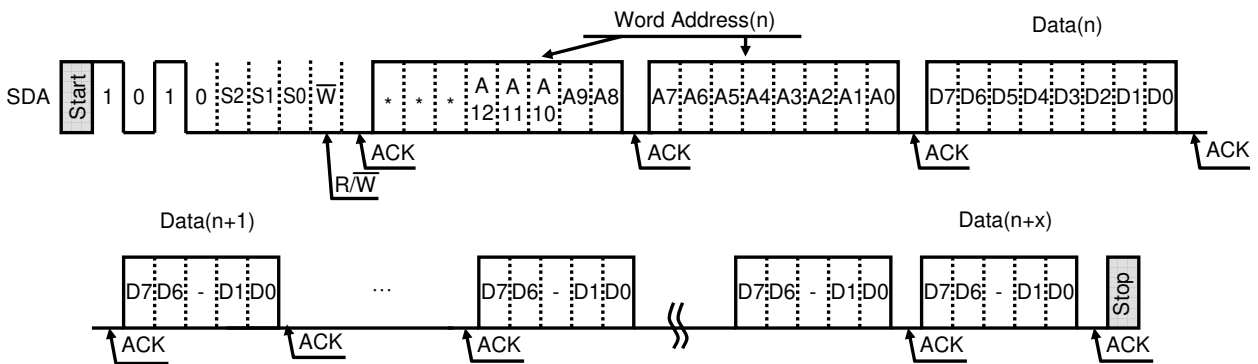 Word Address(n) Data(n)
SDA Start 1 0 1 0 S2 S1 S0 W̅ * * * A12 A11 A10 A9 A8 A7 A6 A5 A4 A3 A2 A1 A0 D7 D6 D5 D4 D3 D2 D1 D0
ACK ACK ACK ACK
R/W̅
Data(n+1) Data(n+x)
D7 D6 - D1 D0 ... D7 D6 - D1 D0 D7 D6 - D1 D0 D7 D6 - D1 D0 Stop
ACK ACK ACK ACK ACK